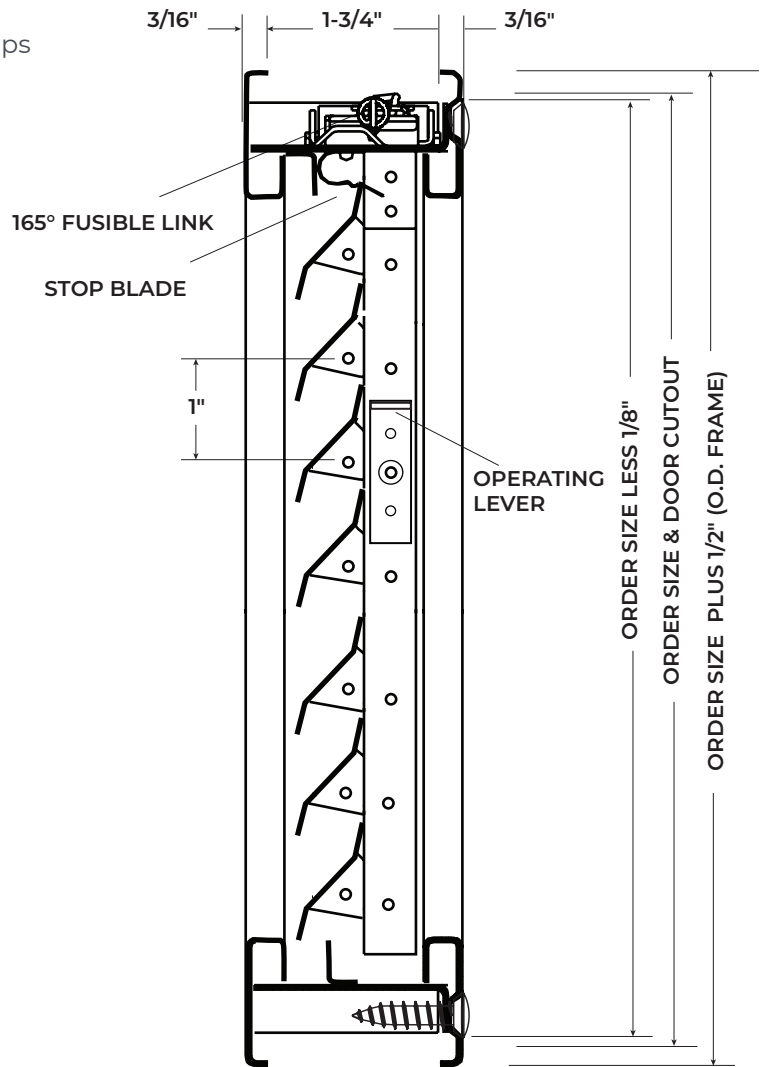 3/16" 1-3/4" 3/16"
ps
165° FUSIBLE LINK
STOP BLADE
1"
OPERATING
LEVER
ORDER SIZE LESS 1/8"
ORDER SIZE & DOOR CUTOUT
ORDER SIZE PLUS 1/2" (O.D. FRAME)